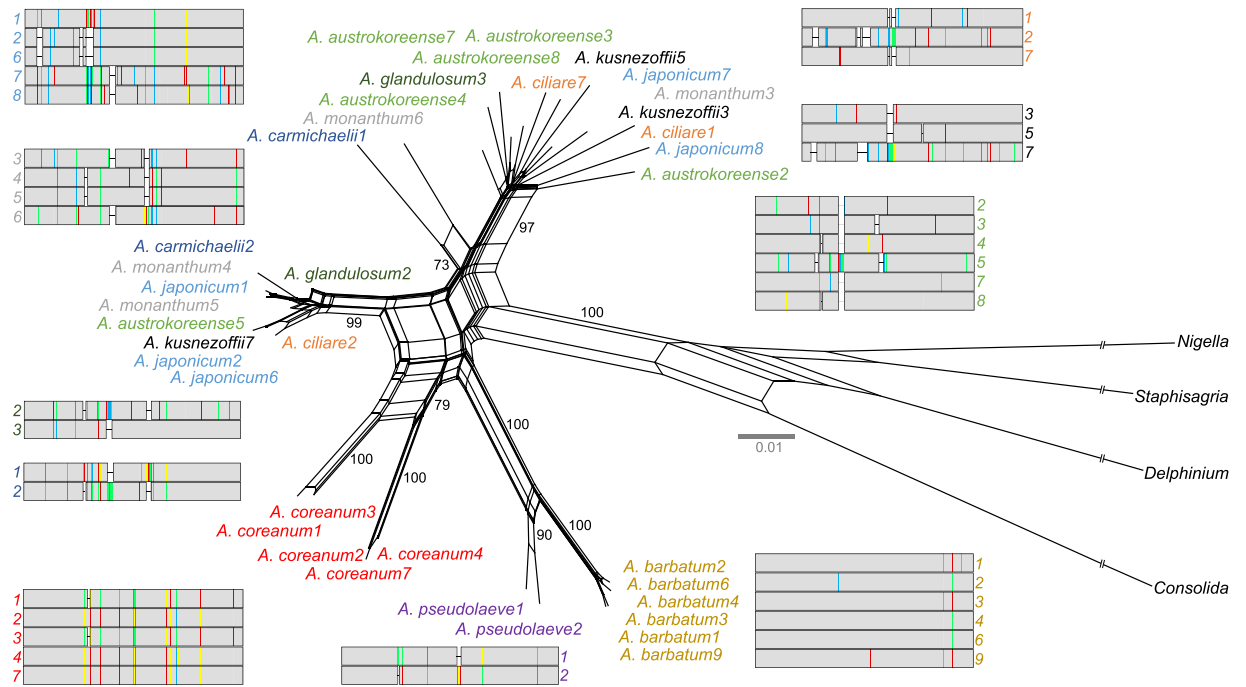 1
2
6
7
8
A. austrokoreense7
A. austrokoreense3
A. austrokoreense8
A. kusnezoffii5
A. glandulosum3
A. ciliare7
A. japonicum7
A. austrokoreense4
A. monanthum3
A. monanthum6
A. kusnezoffii3
A. carmichaelii1
A. ciliare1
A. japonicum8
A. austrokoreense2
1
2
7
3
5
7
3
4
5
6
97
73
2
3
4
5
7
8
A. carmichaelii2
A. monanthum4
A. glandulosum2
A. japonicum1
A. monanthum5
A. austrokoreense5
99
A. kusnezoffii7
A. ciliare2
A. japonicum2
A. japonicum6
100
Nigella
Staphisagria
Delphinium
Consolida
0.01
2
3
1
2
79
100
100
100
A. coreanum3
A. coreanum1
A. coreanum2
A. coreanum4
A. coreanum7
100
90
A. barbatum2
A. barbatum6
A. barbatum4
A. barbatum3
A. barbatum1
A. barbatum9
A. pseudolaeve1
A. pseudolaeve2
1
2
3
4
7
1
2
1
2
3
4
6
9